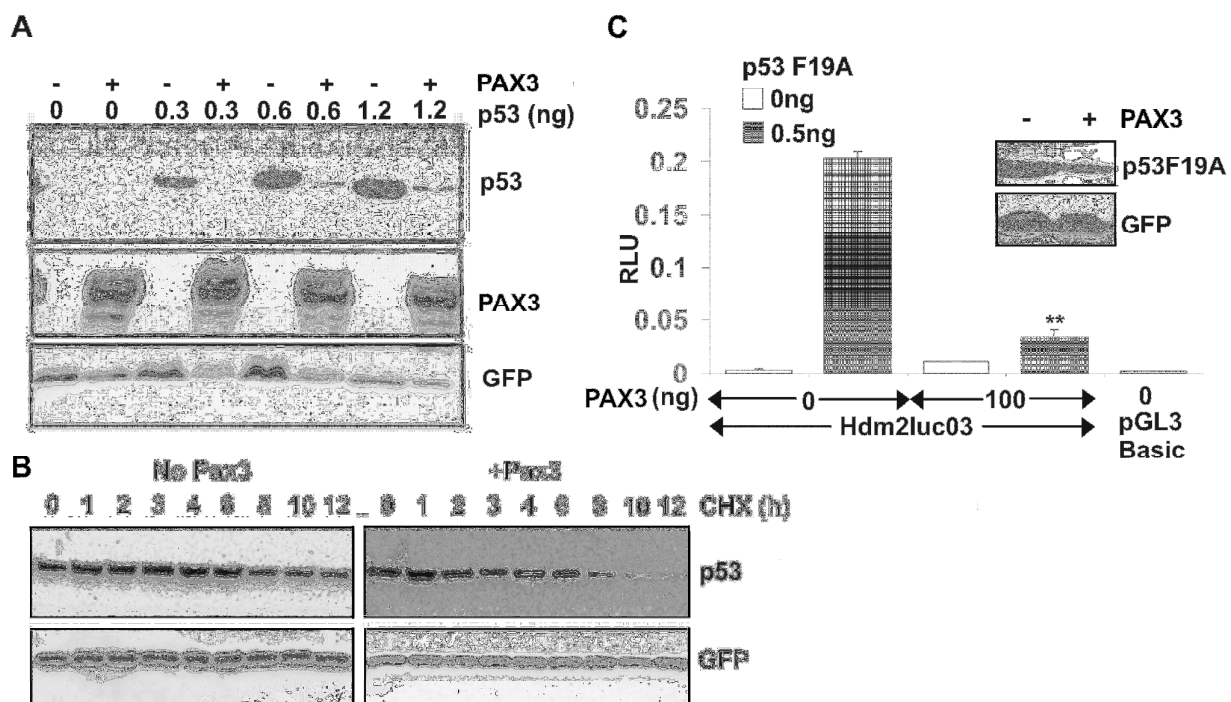 A
- + - + - + - + PAX3
0 0 0.3 0.3 0.6 0.6 1.2 1.2 p53 (ng)
p53
PAX3
GFP
B
No Pax3 +Pax3
0 1 2 3 4 6 8 10 12 0 1 2 3 4 6 8 10 12 CHX (h)
p53
GFP
C
p53 F19A
0ng
0.5ng
- + PAX3
p53F19A
GFP
0.25
0.2
0.15
0.1
0.05
0
RLU
**
PAX3 (ng) 0 100 0
Hdm2luc03 pGL3
Basic